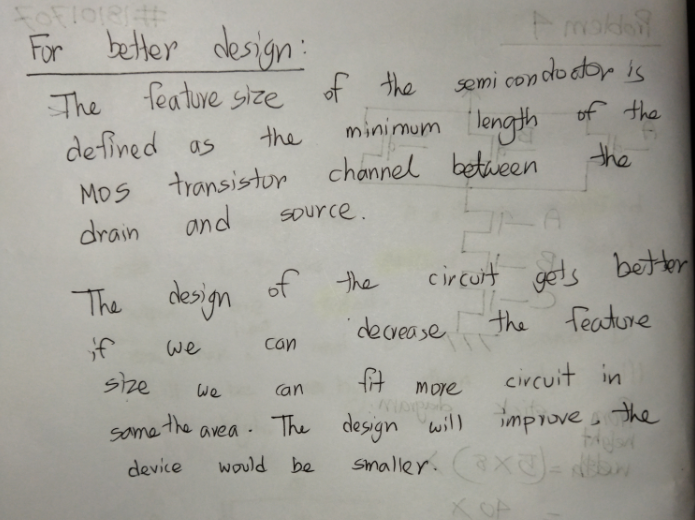 For better design:
The feature size of the semi condoctor is
defined as the minimum length of the
MOS transistor channel between the
drain and source.
The design of the circuit gets better
if we can decrease the feature
size we can fit more circuit in
same the area. The design will improve, the
device would be smaller.